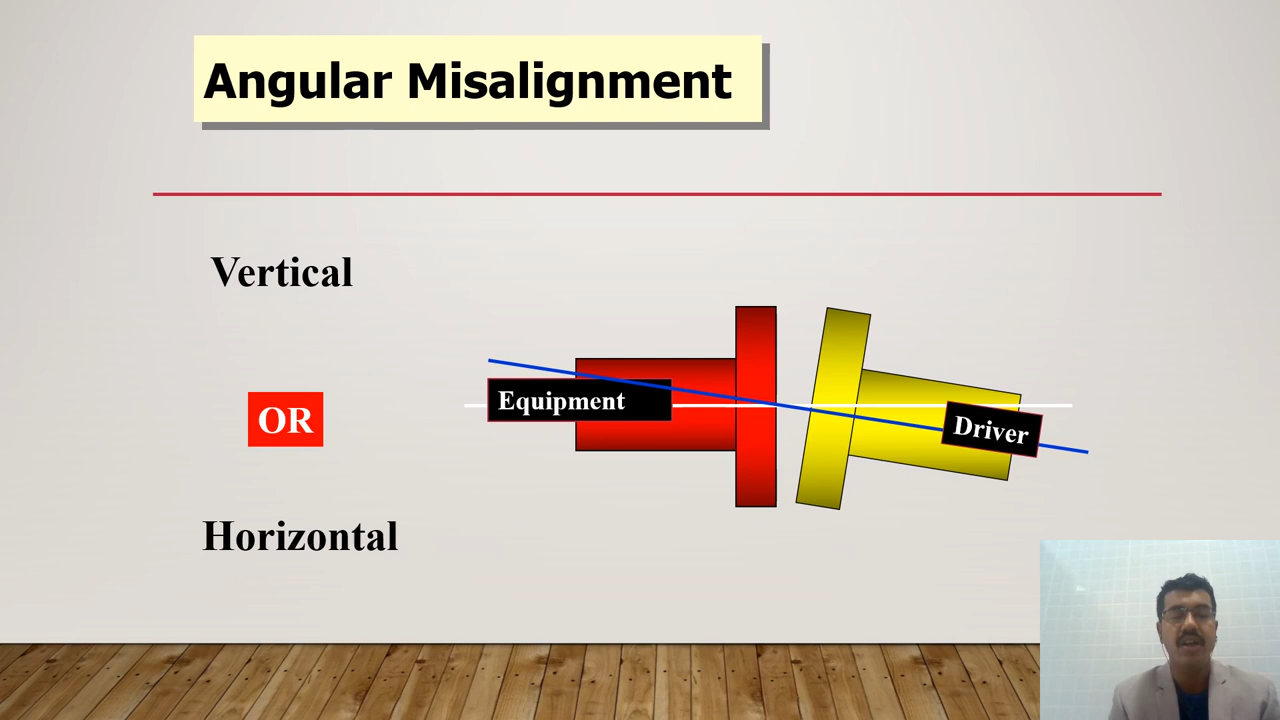 Angular Misalignment
Vertical
OR
Horizontal
Equipment
Driver